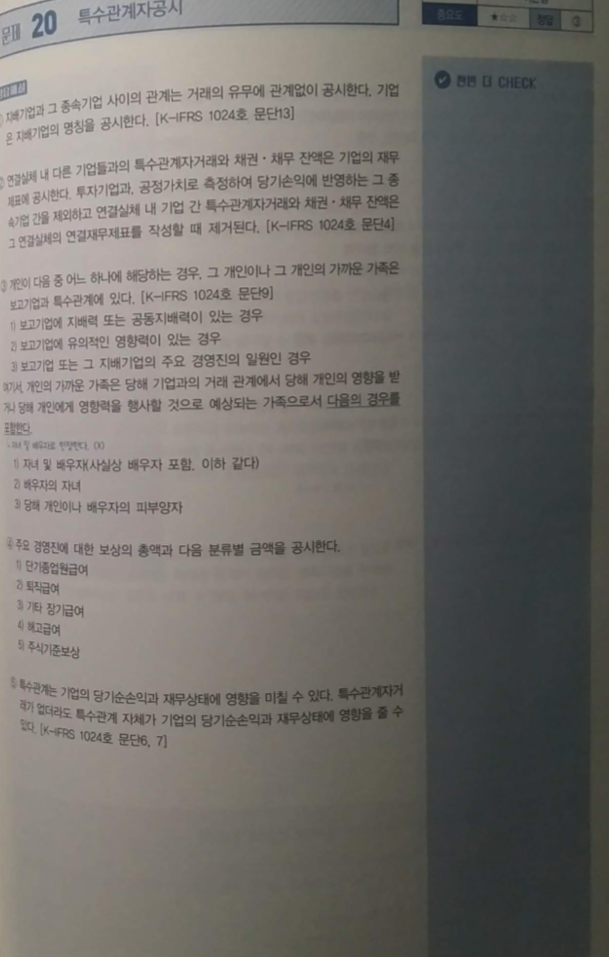 문제 20 특수관계자공시
중요도 ★☆☆ 정답 ③
한번 더 CHECK
① 지배기업과 그 종속기업 사이의 관계는 거래의 유무에 관계없이 공시한다. 기업
은 지배기업의 명칭을 공시한다. [K-IFRS 1024호 문단13]
② 연결실체 내 다른 기업들과의 특수관계자거래와 채권·채무 잔액은 기업의 재무
제표에 공시한다. 투자기업과, 공정가치로 측정하여 당기손익에 반영하는 그 종
속기업 간을 제외하고 연결실체 내 기업 간 특수관계자거래와 채권·채무 잔액은
그 연결실체의 연결재무제표를 작성할 때 제거된다. [K-IFRS 1024호 문단4]
③ 개인이 다음 중 어느 하나에 해당하는 경우, 그 개인이나 그 개인의 가까운 가족은
보고기업과 특수관계에 있다. [K-IFRS 1024호 문단9]
1) 보고기업에 지배력 또는 공동지배력이 있는 경우
2) 보고기업에 유의적인 영향력이 있는 경우
3) 보고기업 또는 그 지배기업의 주요 경영진의 일원인 경우
여기서, 개인의 가까운 가족은 당해 기업과의 거래 관계에서 당해 개인의 영향을 받
거나 당해 개인에게 영향력을 행사할 것으로 예상되는 가족으로서 다음의 경우를
포함한다.
→자녀 및 배우자로 한정한다. (X)
1) 자녀 및 배우자(사실상 배우자 포함. 이하 같다)
2) 배우자의 자녀
3) 당해 개인이나 배우자의 피부양자
④ 주요 경영진에 대한 보상의 총액과 다음 분류별 금액을 공시한다.
1) 단기종업원급여
2) 퇴직급여
3) 기타 장기급여
4) 해고급여
5) 주식기준보상
⑤ 특수관계는 기업의 당기순손익과 재무상태에 영향을 미칠 수 있다. 특수관계자거
래가 없더라도 특수관계 자체가 기업의 당기순손익과 재무상태에 영향을 줄 수
있다. [K-IFRS 1024호 문단6, 7]